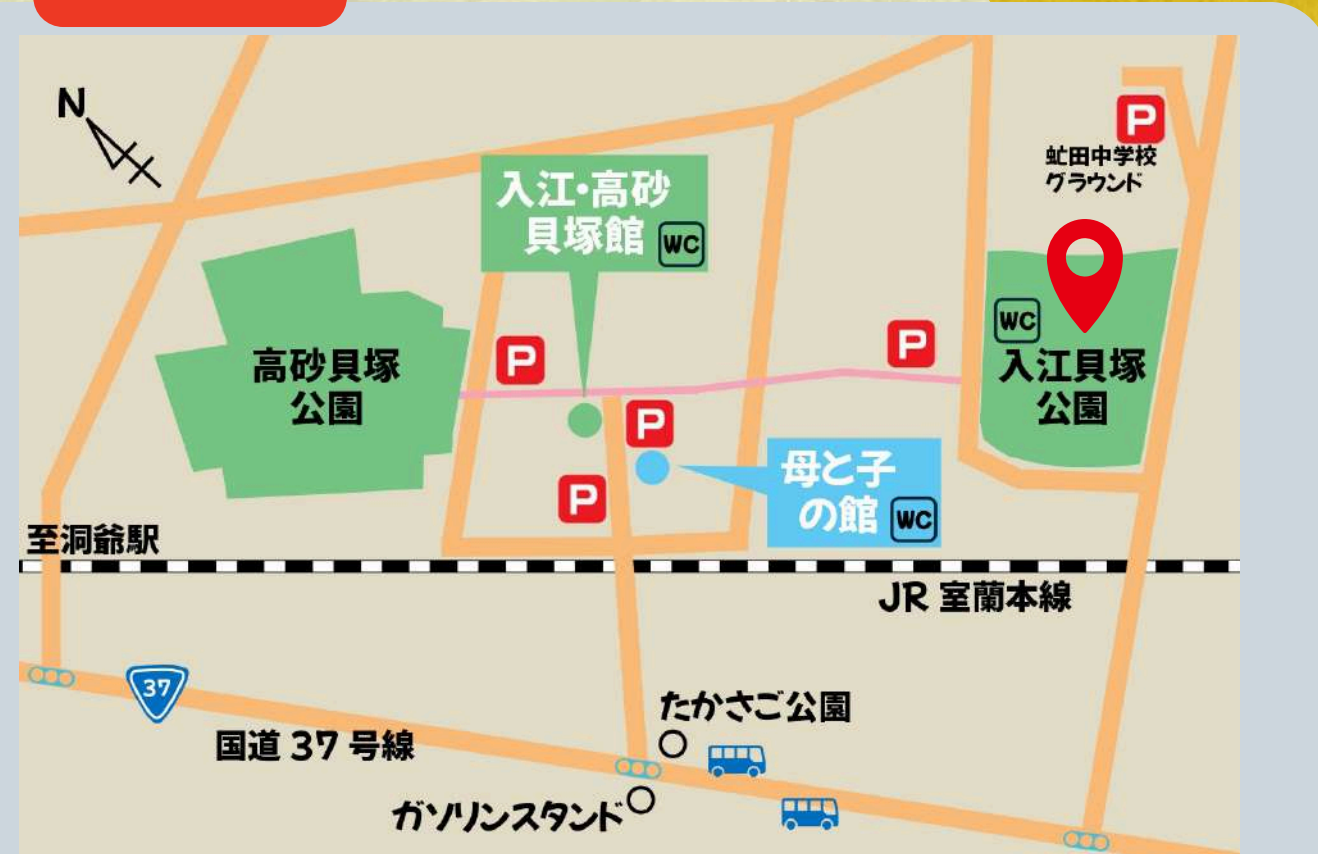 N
P
虻田中学校
グラウンド
入江・高砂
貝塚館 WC
P
P
WC
高砂貝塚
公園
入江貝塚
公園
P
P
母と子
の館 WC
至洞爺駅
JR 室蘭本線
37
国道 37 号線
たかさご公園
ガソリンスタンド